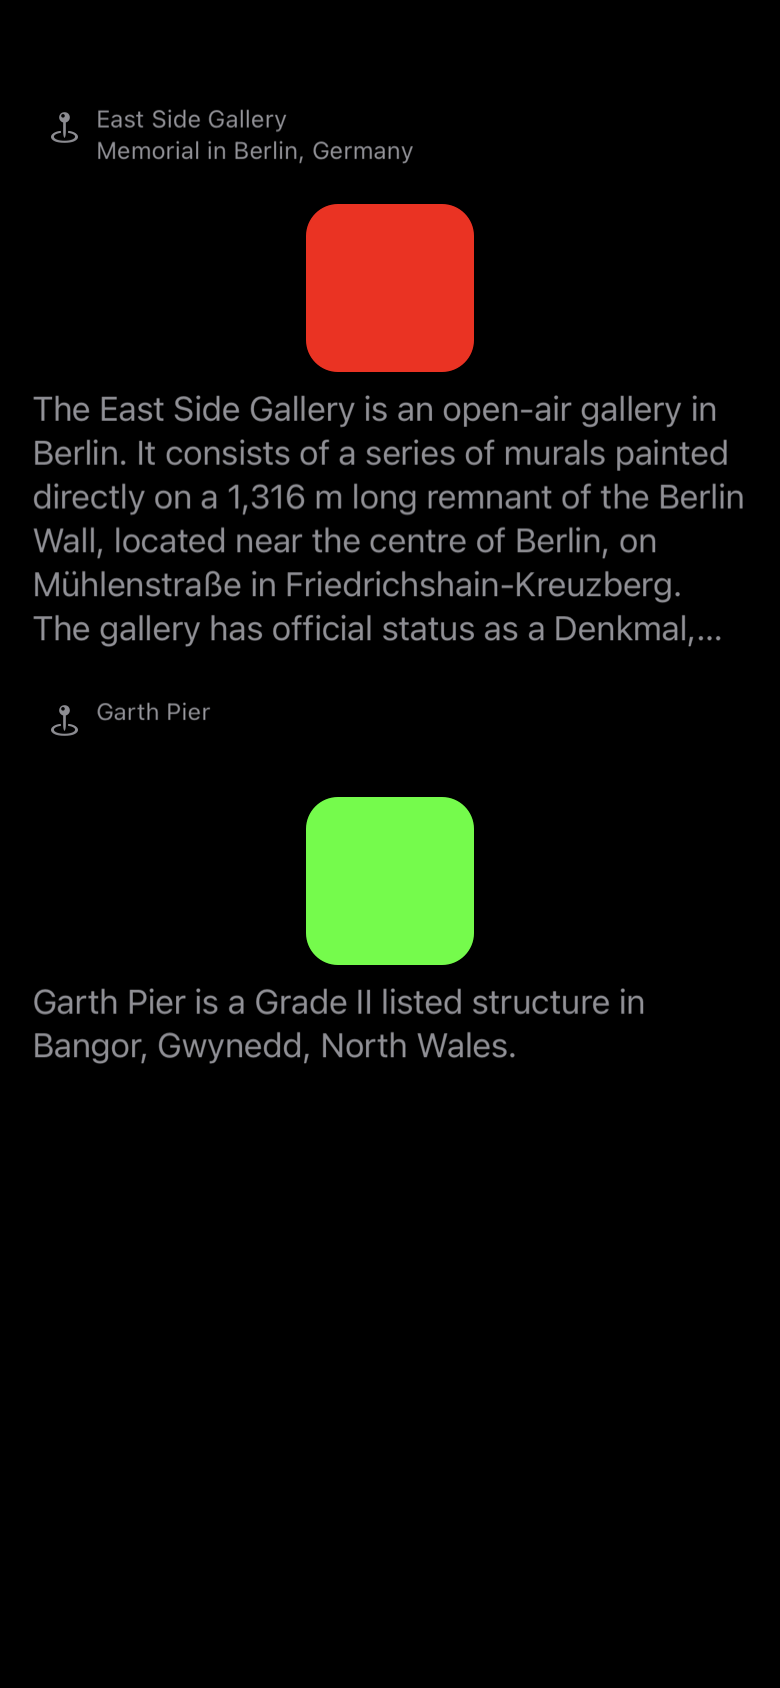 East Side Gallery
Memorial in Berlin, Germany
The East Side Gallery is an open-air gallery in
Berlin. It consists of a series of murals painted
directly on a 1,316 m long remnant of the Berlin
Wall, located near the centre of Berlin, on
Mühlenstraße in Friedrichshain-Kreuzberg.
The gallery has official status as a Denkmal,...
Garth Pier
Garth Pier is a Grade II listed structure in
Bangor, Gwynedd, North Wales.